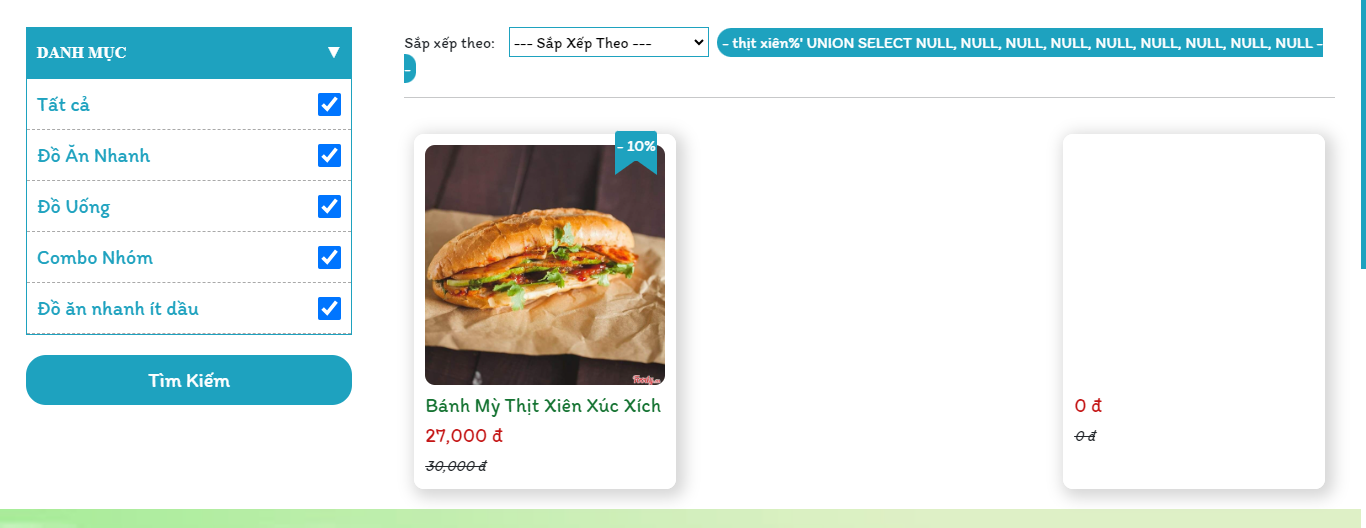 DANH MỤC ▼
Tất cả
Đồ Ăn Nhanh
Đồ Uống
Combo Nhóm
Đồ ăn nhanh ít dầu
Tìm Kiếm
Sắp xếp theo: --- Sắp Xếp Theo --- - thịt xiên%' UNION SELECT NULL, NULL, NULL, NULL, NULL, NULL, NULL, NULL, NULL -
-
- 10%
Foody.vn
Bánh Mỳ Thịt Xiên Xúc Xích
27,000 đ
30,000 đ
0 đ
0 đ